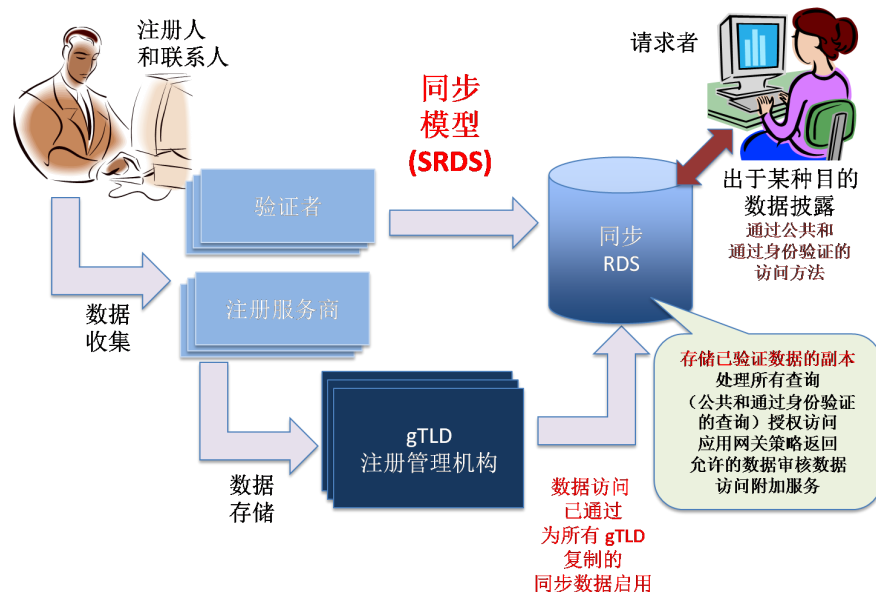 注册人
和联系人
请求者
同步
模型
(SRDS)
验证者
注册服务商
数据
收集
同步
RDS
出于某种目的
数据披露
通过公共和
通过身份验证的
访问方法
gTLD
注册管理机构
数据
存储
数据访问
已通过
为所有 gTLD
复制的
同步数据启用
存储已验证数据的副本
处理所有查询
（公共和通过身份验证
的查询）授权访问
应用网关策略返回
允许的数据审核数据
访问附加服务